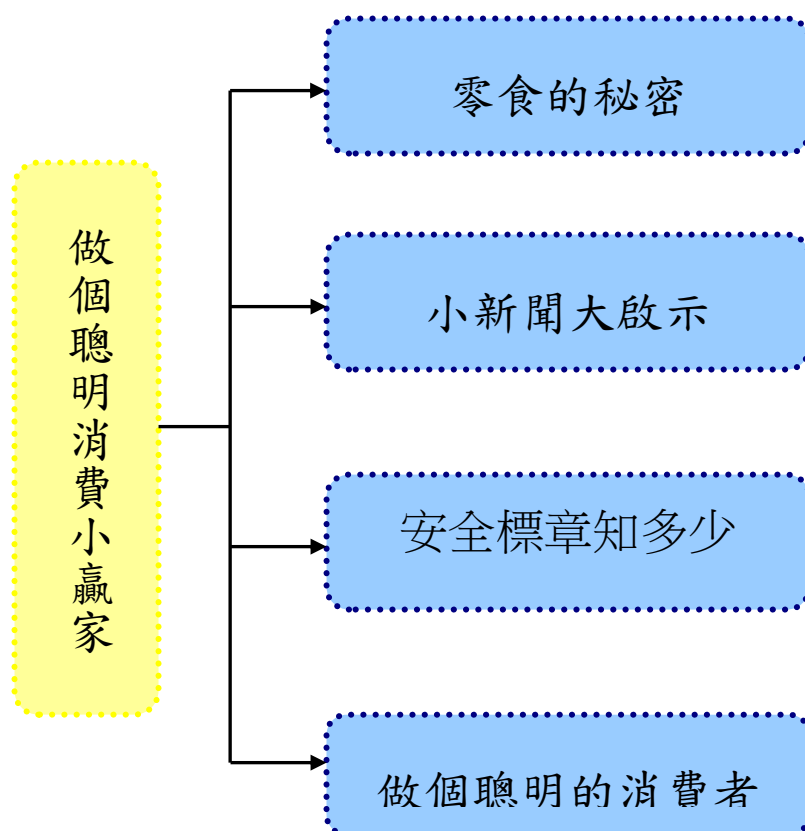 做個聰明消費小贏家
零食的秘密
小新聞大啟示
安全標章知多少
做個聰明的消費者